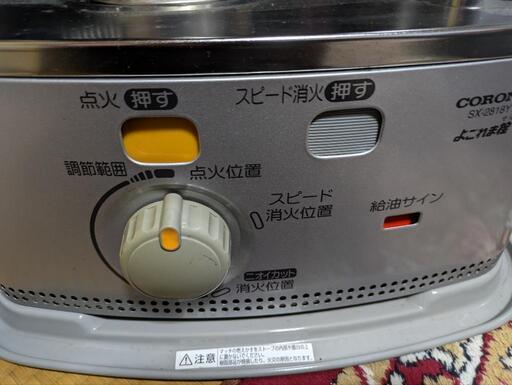 点火 押す
スピード消火 押す
CORON
SX-2818Y
よごれま栓
調節範囲
点火位置
スピード
消火位置
給油サイン
ニオイカット
消火位置
⚠注意